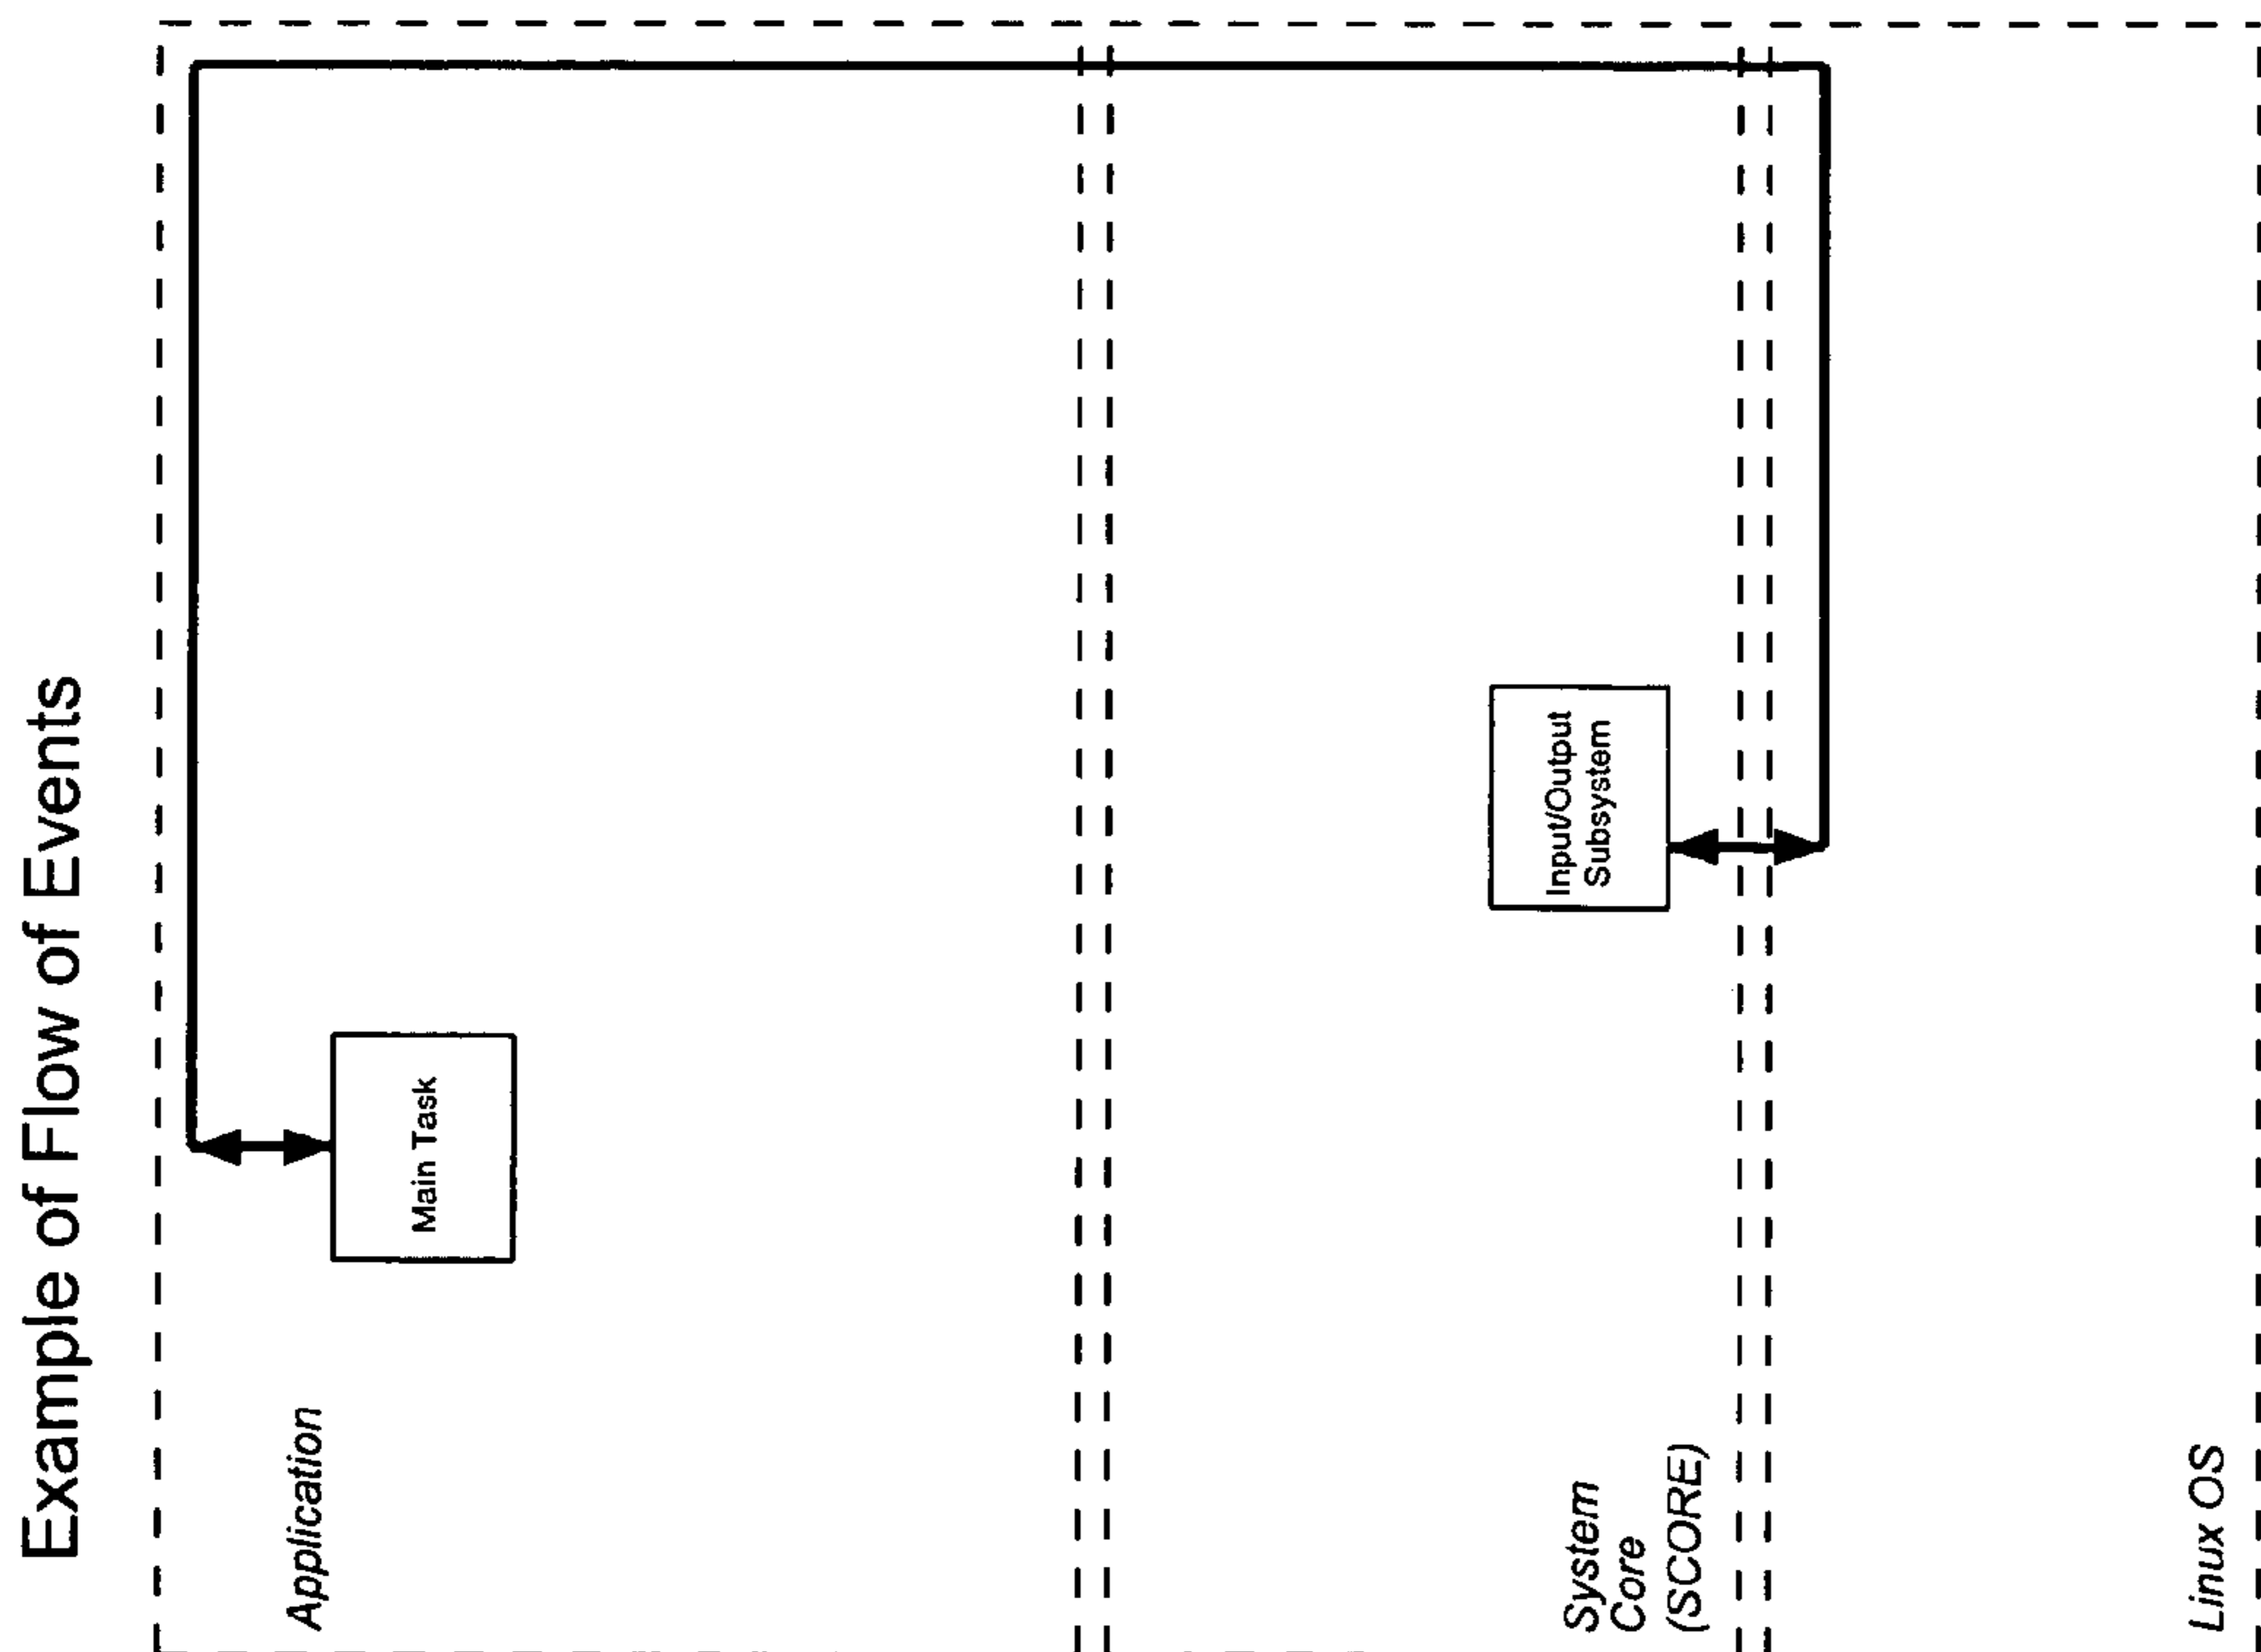 Example of Flow of Events
Application
Main Task
Input/Output
Subsystem
System
Core
(SCORE)
Linux OS